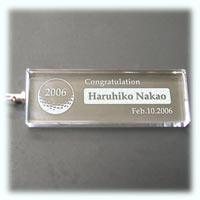 2006
Congratulation
Haruhiko Nakao
Feb.10.2006